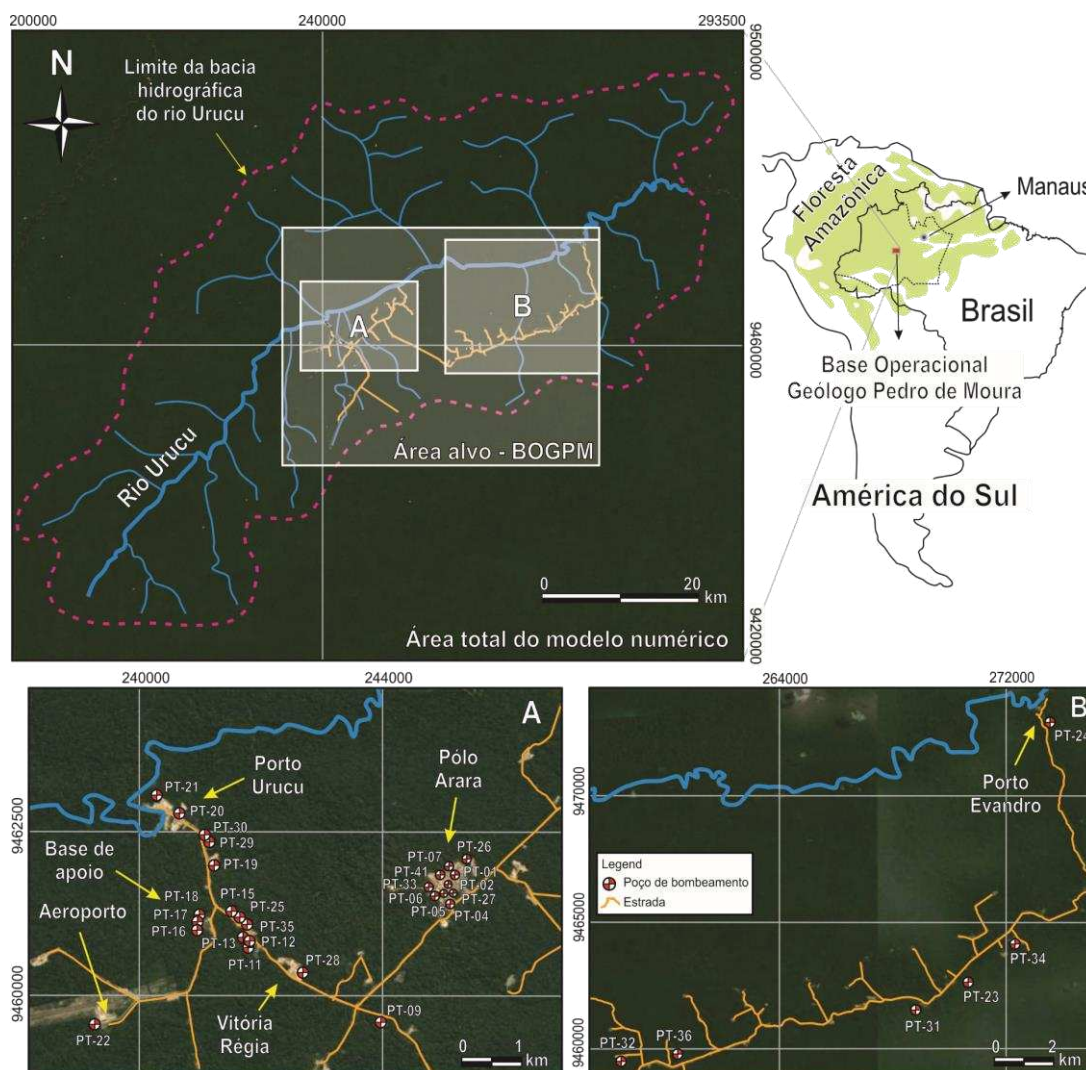 200000
240000
293500
N
Limite da bacia
hidrográfica
do rio Urucu
9500000
9460000
9420000
A
B
Rio Urucu
Área alvo - BOGPM
0
20
km
Área total do modelo numérico
Floresta
Amazônica
Manaus
Brasil
Base Operacional
Geólogo Pedro de Moura
América do Sul
240000
244000
A
9462500
9460000
PT-21
Porto
Urucu
PT-20
PT-30
PT-29
PT-19
Base de
apoio
Pólo
Arara
PT-26
PT-07
PT-41
PT-01
PT-33
PT-02
PT-06
PT-27
PT-05
PT-04
PT-18
PT-15
PT-17
PT-25
PT-16
PT-35
PT-13
PT-12
PT-11
Aeroporto
PT-28
PT-22
Vitória
Régia
PT-09
0
1
km
264000
272000
B
PT-24
Porto
Evandro
9470000
9465000
9460000
Legend
Poço de bombeamento
Estrada
PT-34
PT-23
PT-31
PT-36
PT-32
0
2
km